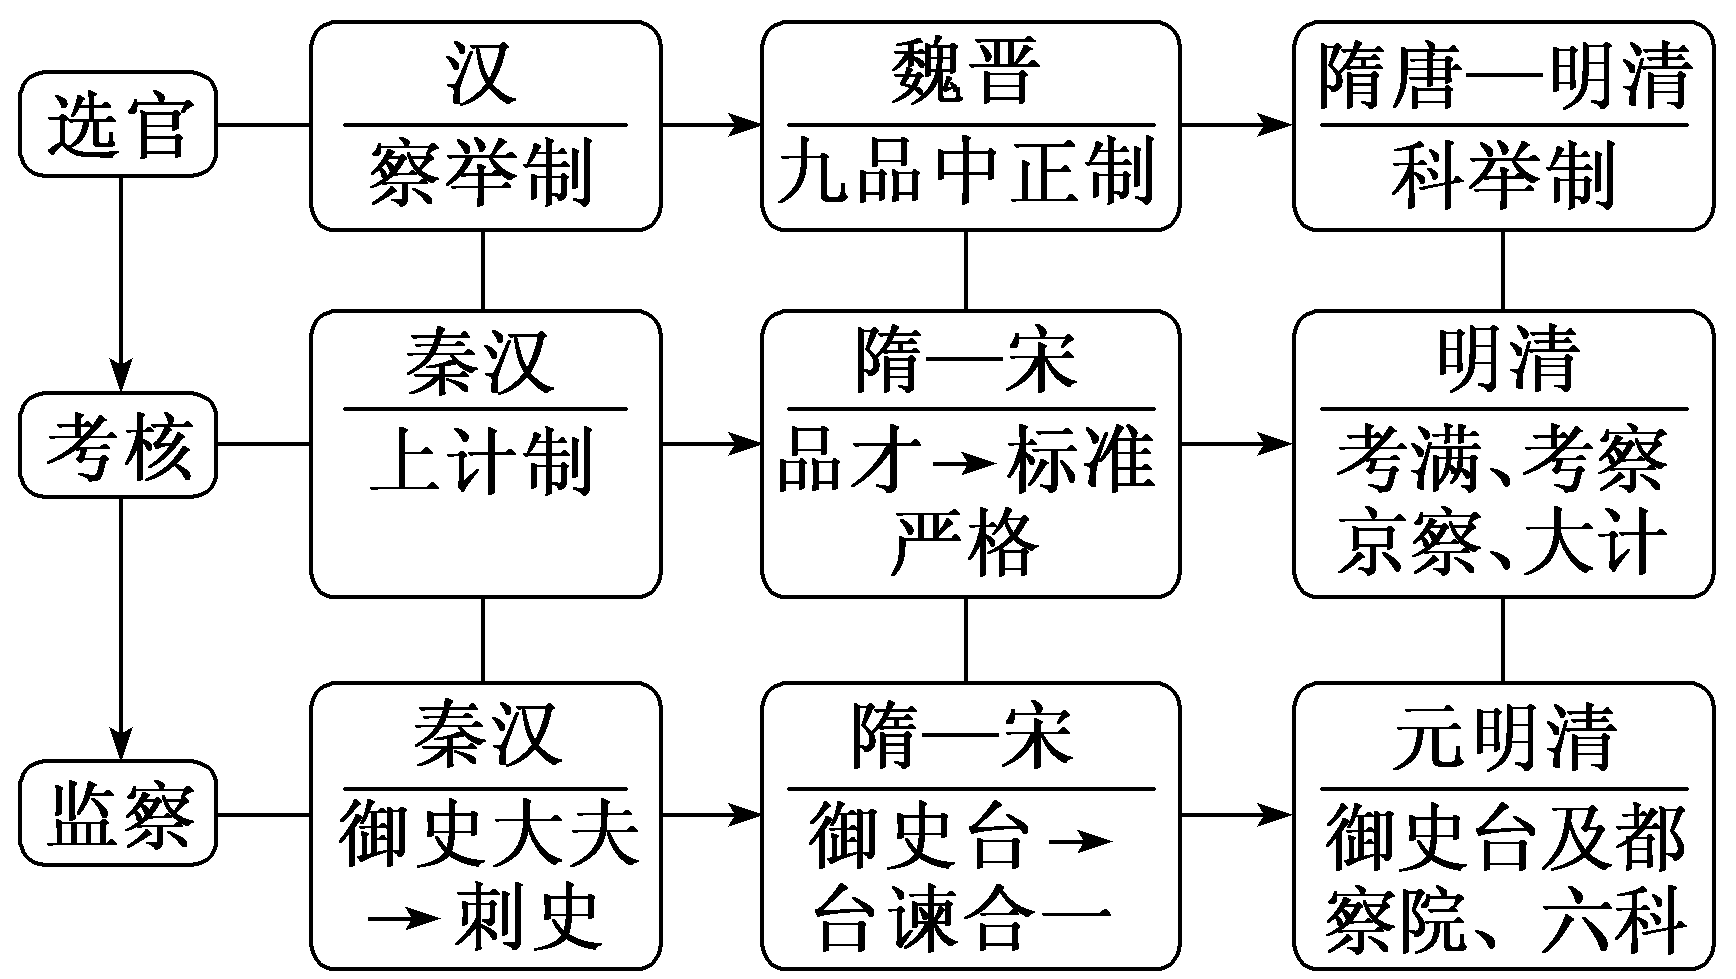 选官
汉
察举制
魏晋
九品中正制
隋唐—明清
科举制
考核
秦汉
上计制
隋—宋
品才→标准
严格
明清
考满、考察
京察、大计
监察
秦汉
御史大夫
→刺史
隋—宋
御史台→
台谏合一
元明清
御史台及都
察院、六科